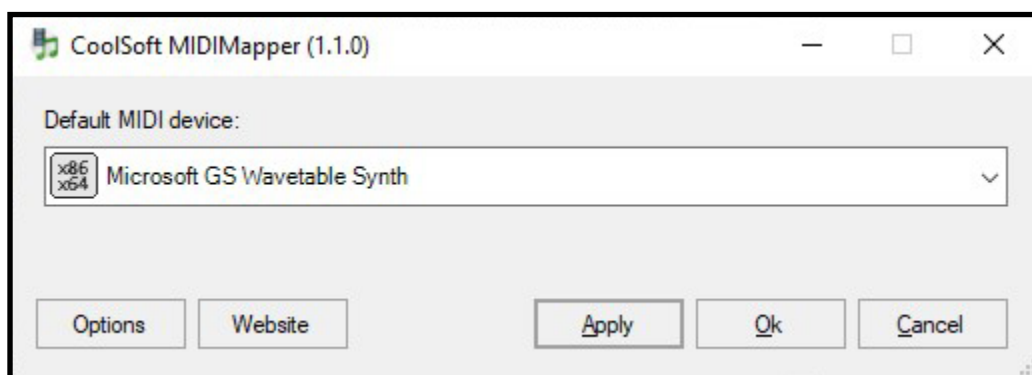 CoolSoft MIDIMapper (1.1.0)
Default MIDI device:
x86
x64
Microsoft GS Wavetable Synth
Options Website Apply Ok Cancel